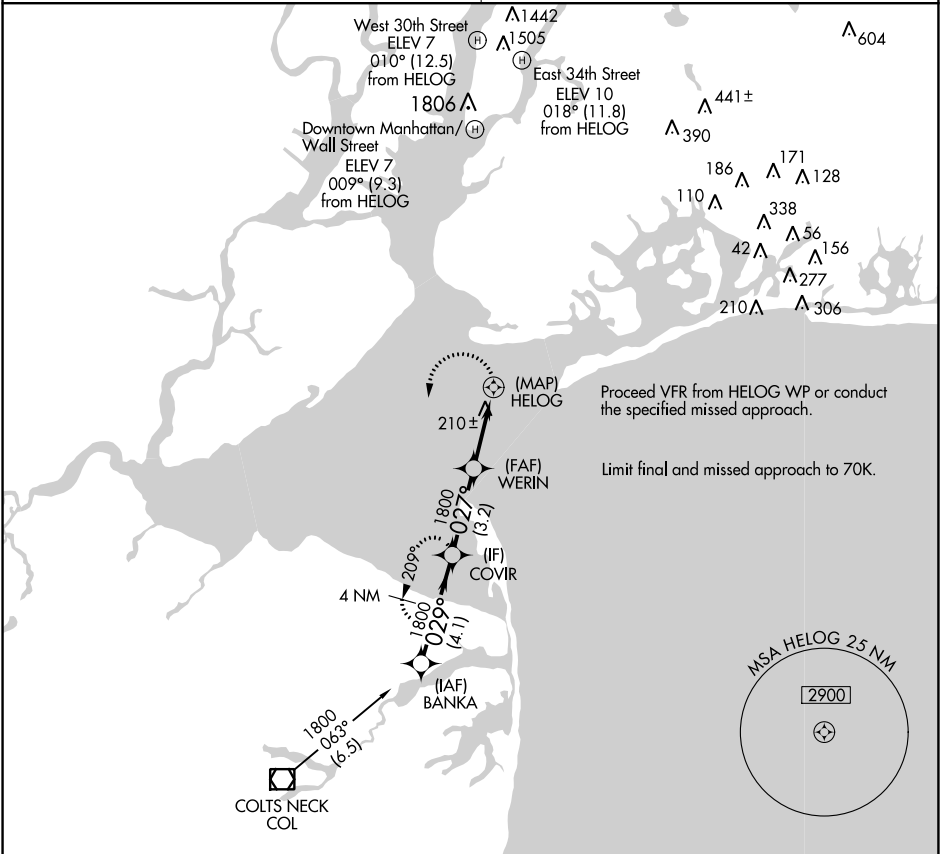 1442
1505
604
West 30th Street
ELEV 7
010° (12.5)
from HELOG
H
H
East 34th Street
ELEV 10
018° (11.8)
from HELOG
1806
Downtown Manhattan/
Wall Street
H
ELEV 7
009° (9.3)
from HELOG
441±
390
171
186
128
110
338
56
42
156
277
210
306
(MAP)
HELOG
210±
Proceed VFR from HELOG WP or conduct
the specified missed approach.
(FAF)
WERIN
Limit final and missed approach to 70K.
1800
027°
(3.2)
(IF)
COVIR
209°
4 NM
1800
029°
(4.1)
(IAF)
BANKA
1800
063°
(6.5)
COLTS NECK
COL
MSA HELOG 25 NM
2900